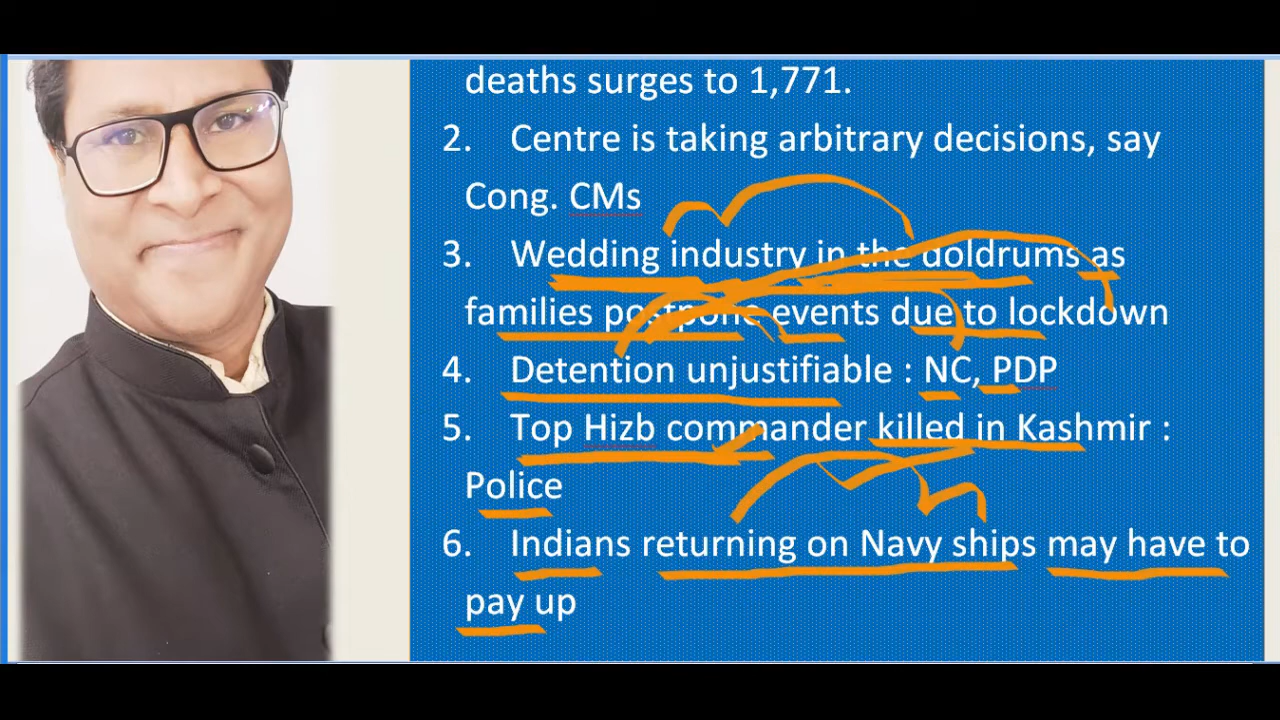 deaths surges to 1,771.
2. Centre is taking arbitrary decisions, say
Cong. CMs
3. Wedding industry in the doldrums as
families postpone events due to lockdown
4. Detention unjustifiable : NC, PDP
5. Top Hizb commander killed in Kashmir :
Police
6. Indians returning on Navy ships may have to
pay up